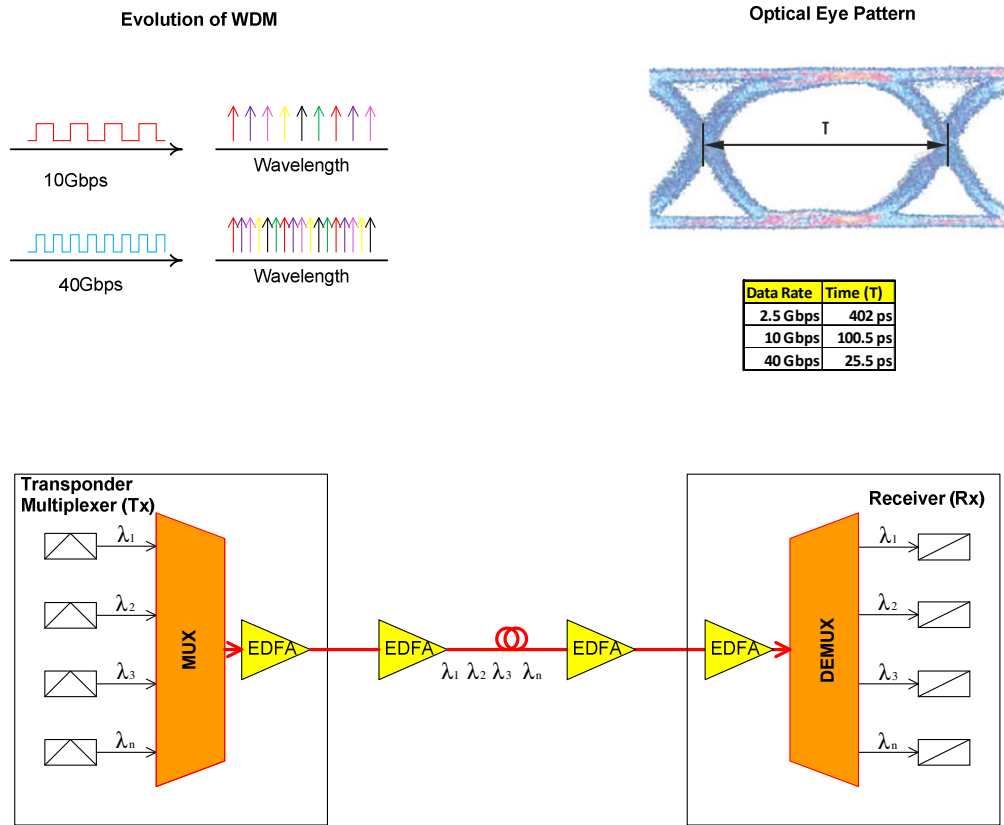 Evolution of WDM
Optical Eye Pattern
10Gbps
Wavelength
40Gbps
Wavelength
T
Data Rate Time (T)
2.5 Gbps 402 ps
10 Gbps 100.5 ps
40 Gbps 25.5 ps
Transponder
Multiplexer (Tx)
Receiver (Rx)
λ1
λ2
λ3
λn
MUX
EDFA
EDFA
λ1 λ2 λ3 λn
EDFA
EDFA
DEMUX
λ1
λ2
λ3
λn